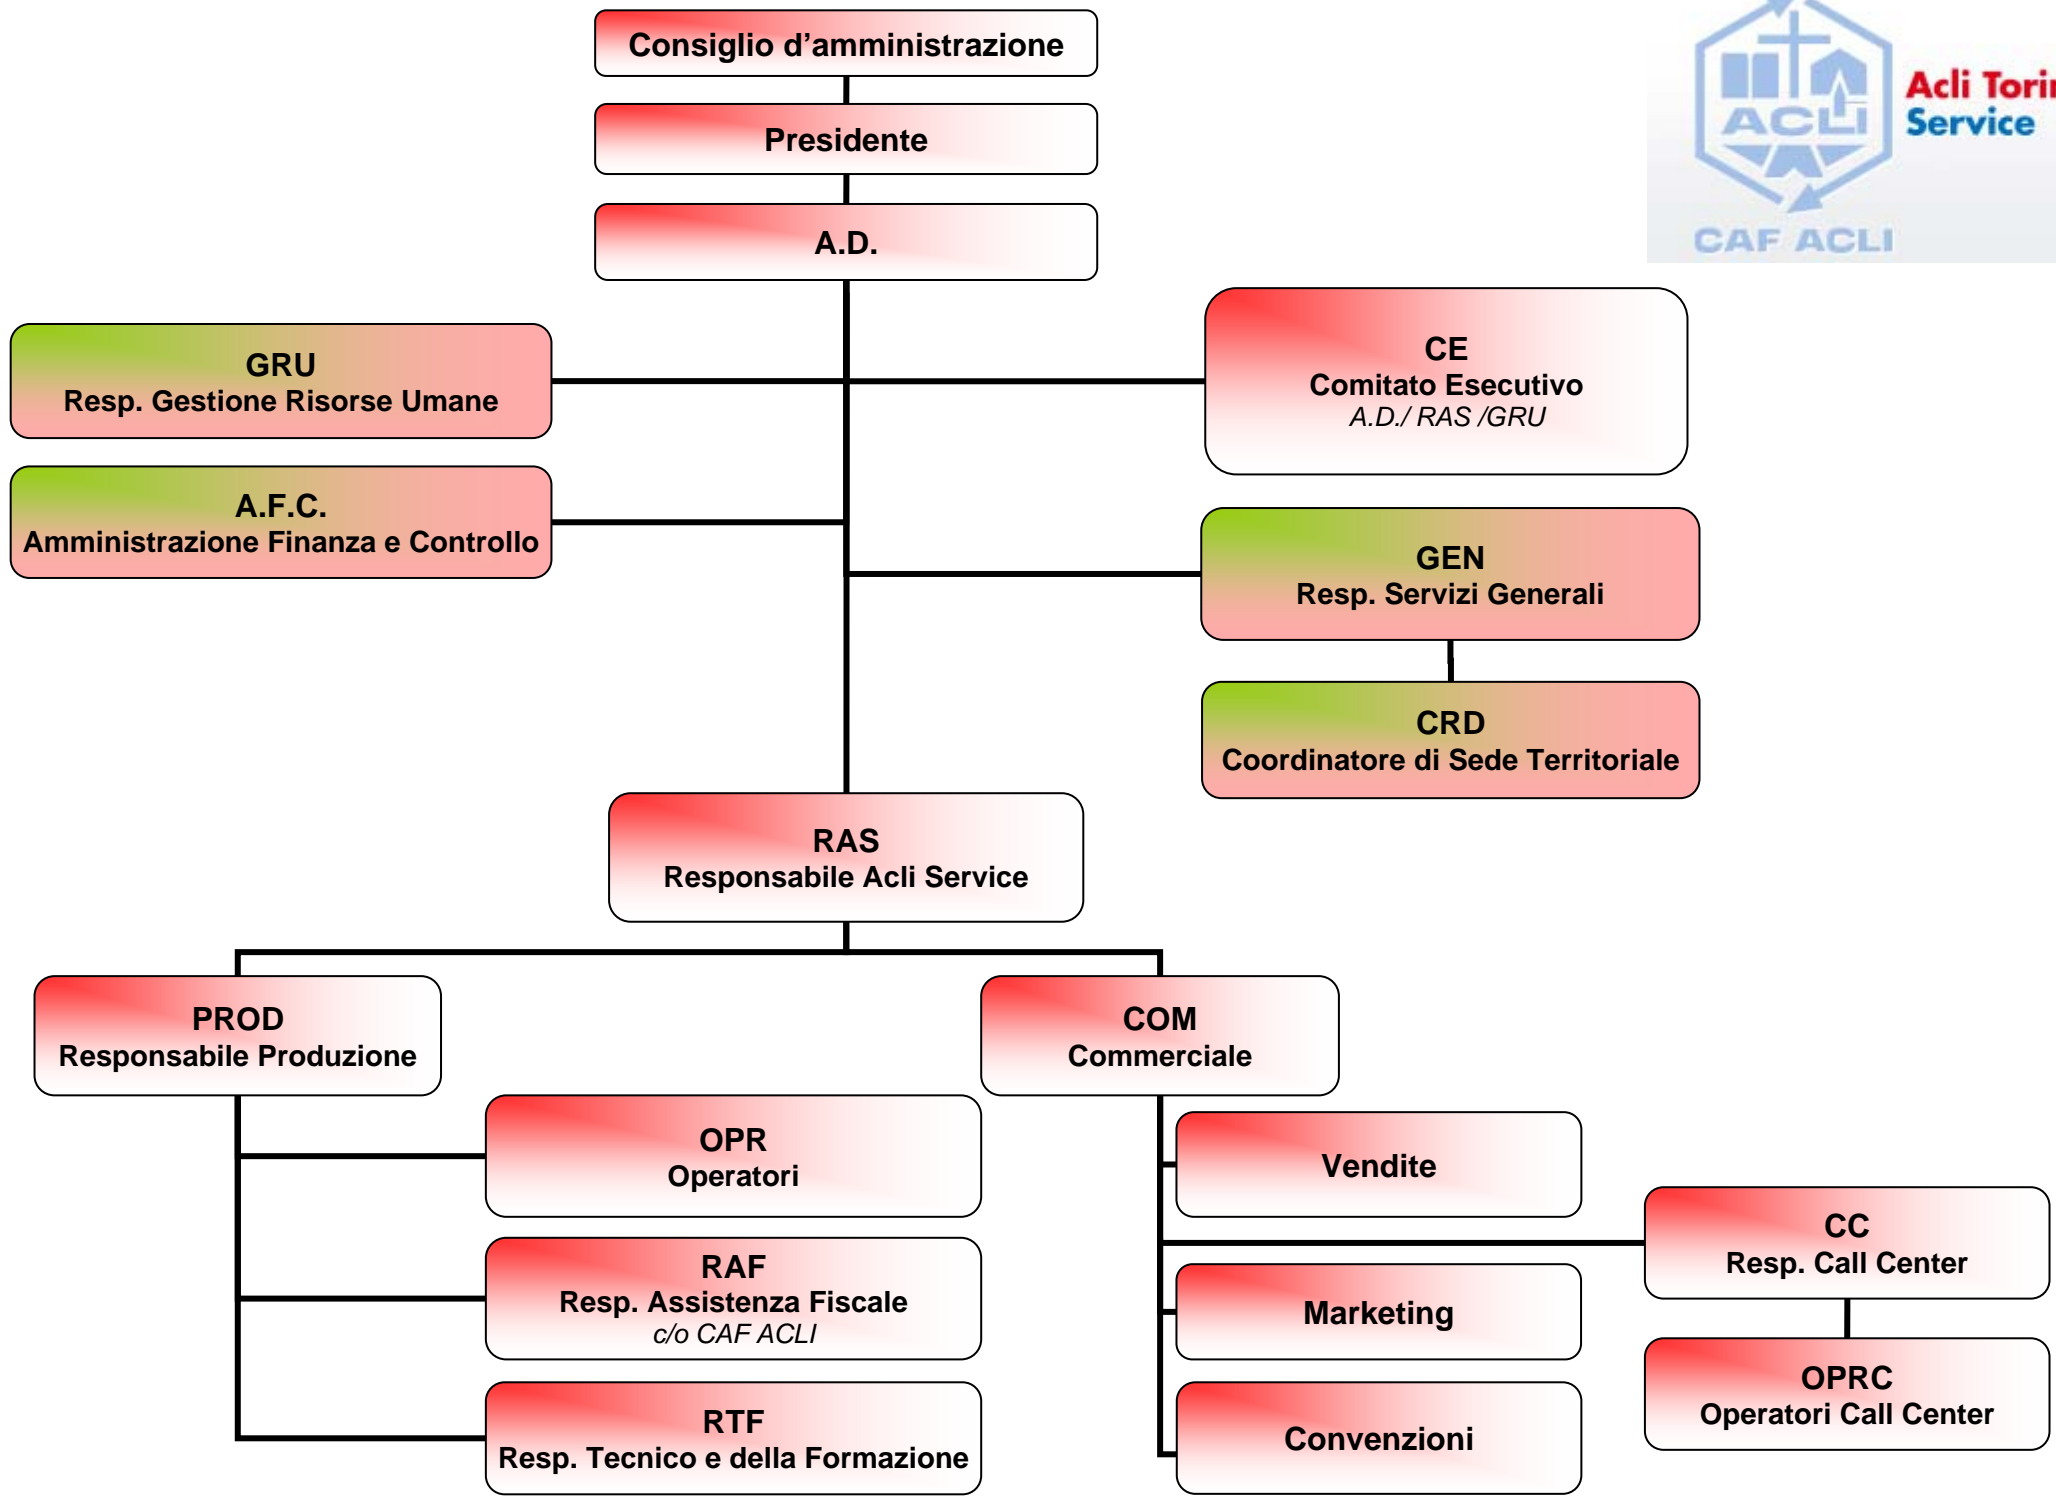 Consiglio d'amministrazione
Presidente
A.D.
ACLI
CAF ACLI
Acli Torin
Service
GRU
Resp. Gestione Risorse Umane
CE
Comitato Esecutivo
A.D./ RAS /GRU
A.F.C.
Amministrazione Finanza e Controllo
GEN
Resp. Servizi Generali
CRD
Coordinatore di Sede Territoriale
RAS
Responsabile Acli Service
PROD
Responsabile Produzione
COM
Commerciale
OPR
Operatori
RAF
Resp. Assistenza Fiscale
c/o CAF ACLI
RTF
Resp. Tecnico e della Formazione
Vendite
Marketing
Convenzioni
CC
Resp. Call Center
OPRC
Operatori Call Center